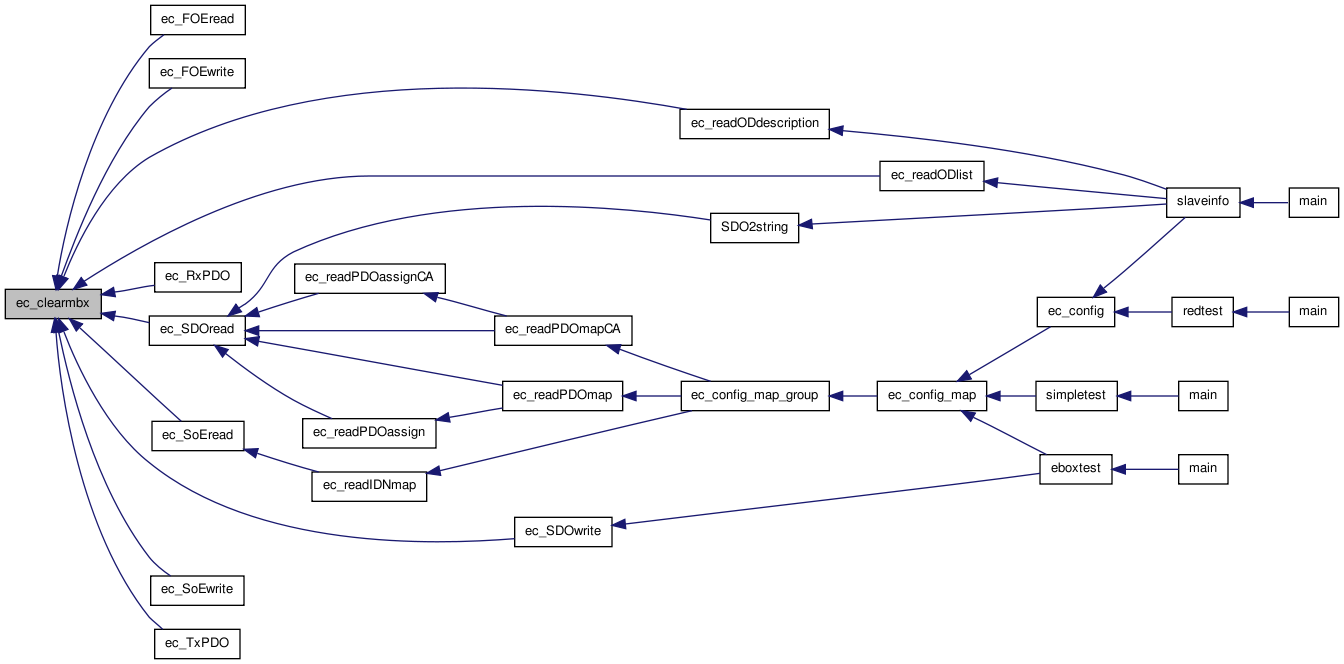 ec_FOEread
ec_FOEwrite
ec_readODdescription
ec_readODlist
slaveinfo
main
SDO2string
ec_RxPDO
ec_readPDOassignCA
ec_clearmbx
ec_config
redtest
main
ec_SDOread
ec_readPDOmapCA
ec_readPDOmap
ec_config_map_group
ec_config_map
simpletest
main
ec_readPDOassign
ec_SoEread
eboxtest
main
ec_readIDNmap
ec_SDOwrite
ec_SoEwrite
ec_TxPDO